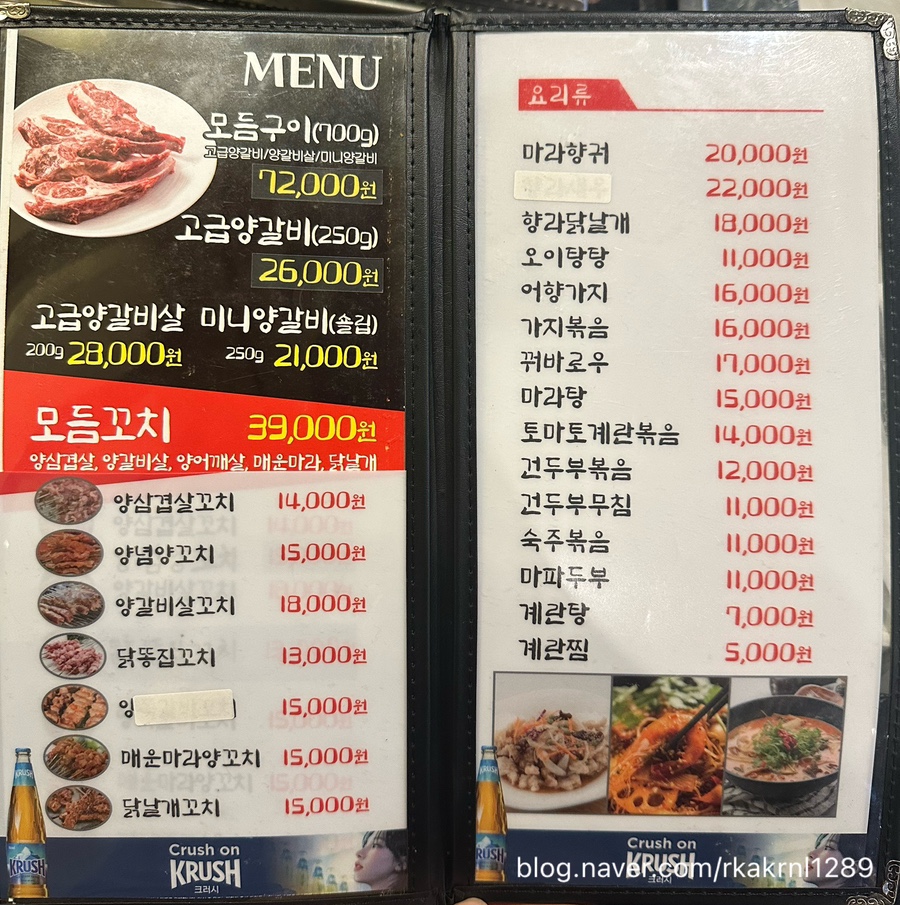 MENU
모듬구이(700g)
고급양갈비/양갈비살/미니양갈비
72,000원
고급양갈비(250g)
26,000원
고급양갈비살 미니양갈비(숄더)
200g 28,000원 250g 21,000원
모듬꼬치 39,000원
양삼겹살, 양갈비살, 양어깨살, 매운마라, 닭날개
양삼겹살꼬치 14,000원
양념양꼬치 15,000원
양갈비살꼬치 18,000원
닭똥집꼬치 13,000원
15,000원
매운마라양꼬치 15,000원
닭날개꼬치 15,000원
KRUSH
Crush on
KRUSH
크러시
요리류
마라향궈 20,000원
22,000원
향라닭날개 18,000원
오이탕탕 11,000원
어향가지 16,000원
가지볶음 16,000원
꿔바로우 17,000원
마라탕 15,000원
토마토계란볶음 14,000원
건두부볶음 12,000원
건두부무침 11,000원
숙주볶음 11,000원
마파두부 11,000원
계란탕 7,000원
계란찜 5,000원
KRUSH
Crush on
KRUSH
크러시
blog.naver.com/rkakrnl1289